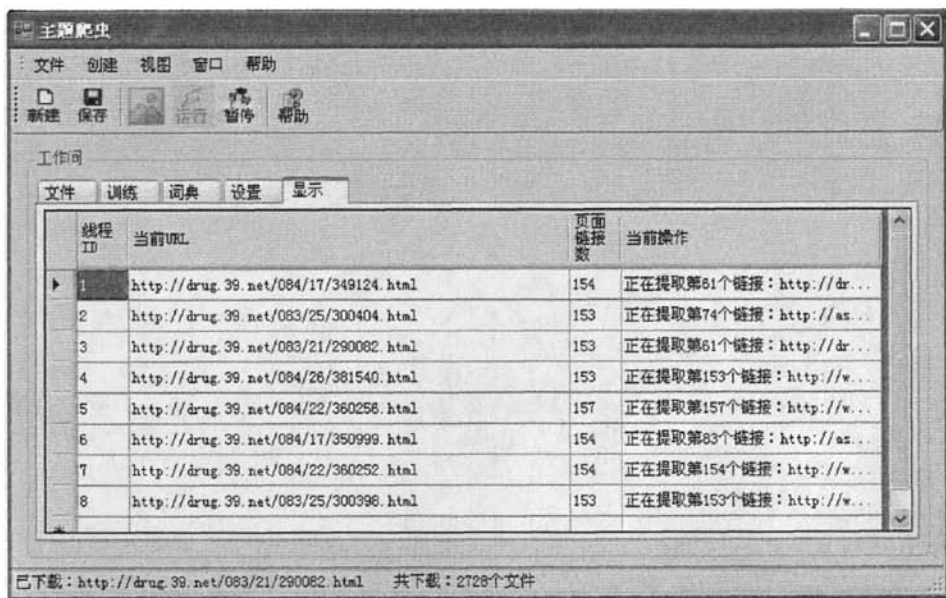 主题爬虫
文件 创建 视图 窗口 帮助
新建 保存 运行 暂停 帮助
工作间
文件 训练 词典 设置 显示
线程ID 当前URL 页面链接数 当前操作
1 http://drug.39.net/084/17/349124.html 154 正在提取第61个链接：http://dr...
2 http://drug.39.net/083/25/300404.html 153 正在提取第74个链接：http://as...
3 http://drug.39.net/083/21/290082.html 153 正在提取第61个链接：http://dr...
4 http://drug.39.net/084/26/381540.html 153 正在提取第153个链接：http://w...
5 http://drug.39.net/084/22/360256.html 157 正在提取第157个链接：http://w...
6 http://drug.39.net/084/17/350999.html 154 正在提取第83个链接：http://as...
7 http://drug.39.net/084/22/360252.html 154 正在提取第154个链接：http://w...
8 http://drug.39.net/083/25/300398.html 153 正在提取第153个链接：http://w...
已下载：http://drug.39.net/083/21/290082.html 共下载：2728个文件